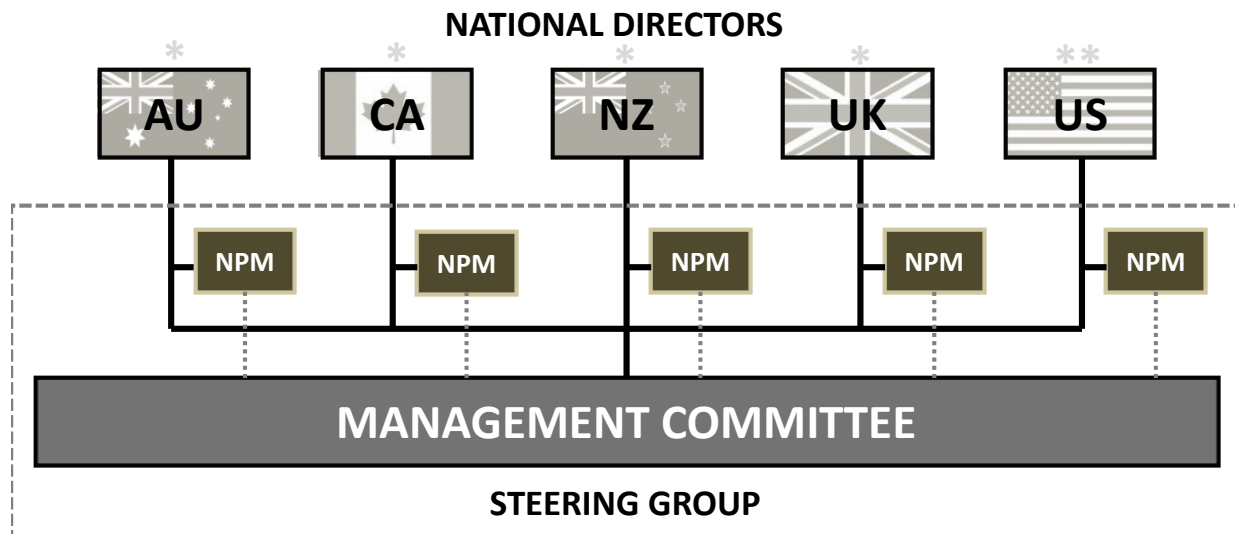 NATIONAL DIRECTORS
* * * * **
AU CA NZ UK US
NPM NPM NPM NPM NPM
MANAGEMENT COMMITTEE
STEERING GROUP